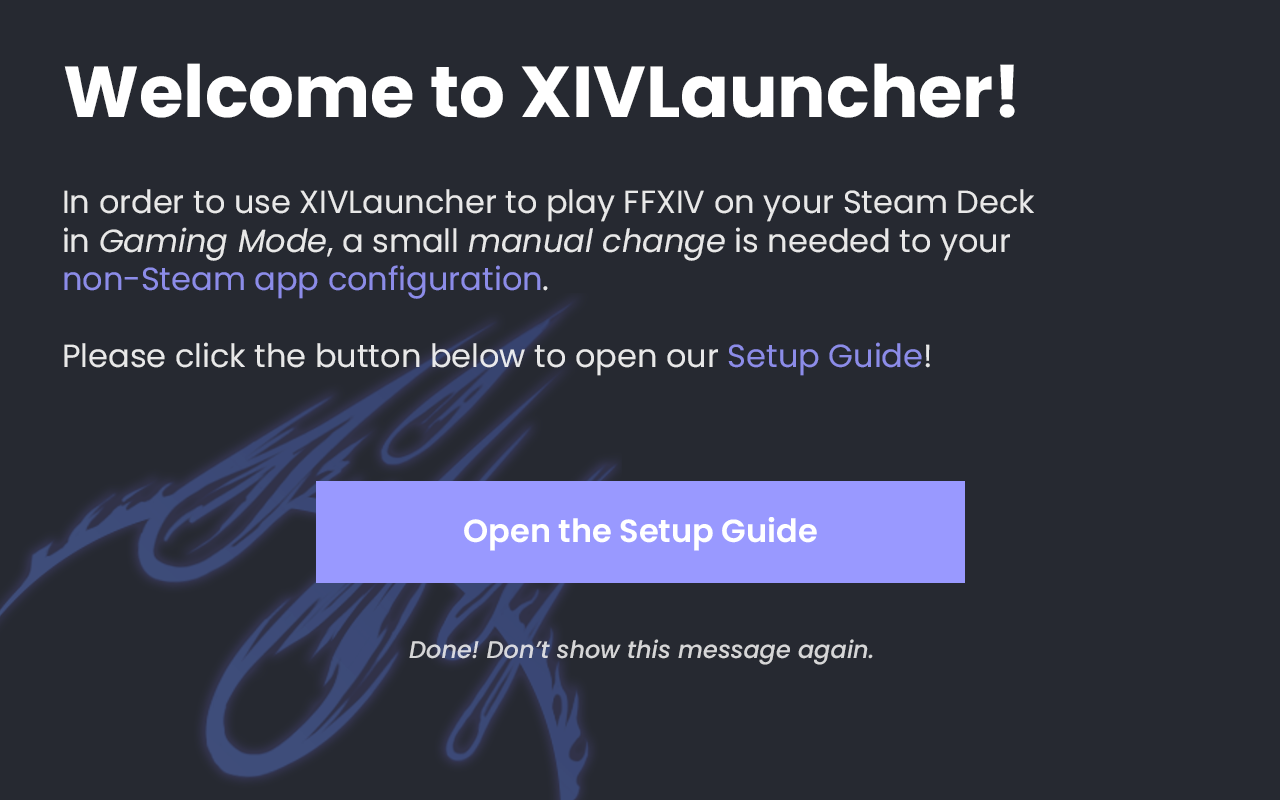 Welcome to XIVLauncher!
In order to use XIVLauncher to play FFXIV on your Steam Deck
in Gaming Mode, a small manual change is needed to your
non-Steam app configuration.
Please click the button below to open our Setup Guide!
Open the Setup Guide
Done! Don’t show this message again.